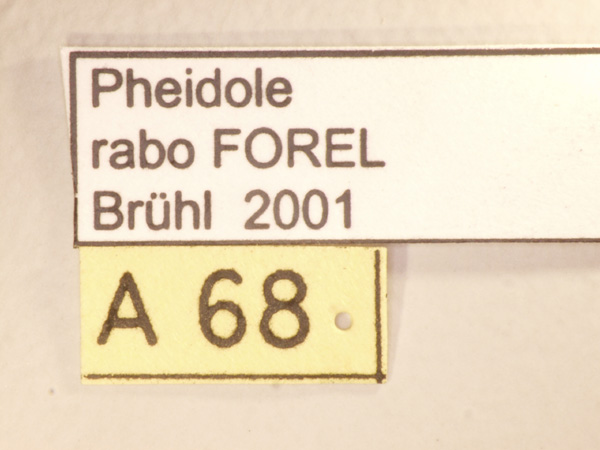 Pheidole
rabo FOREL
Brühl 2001
A 68